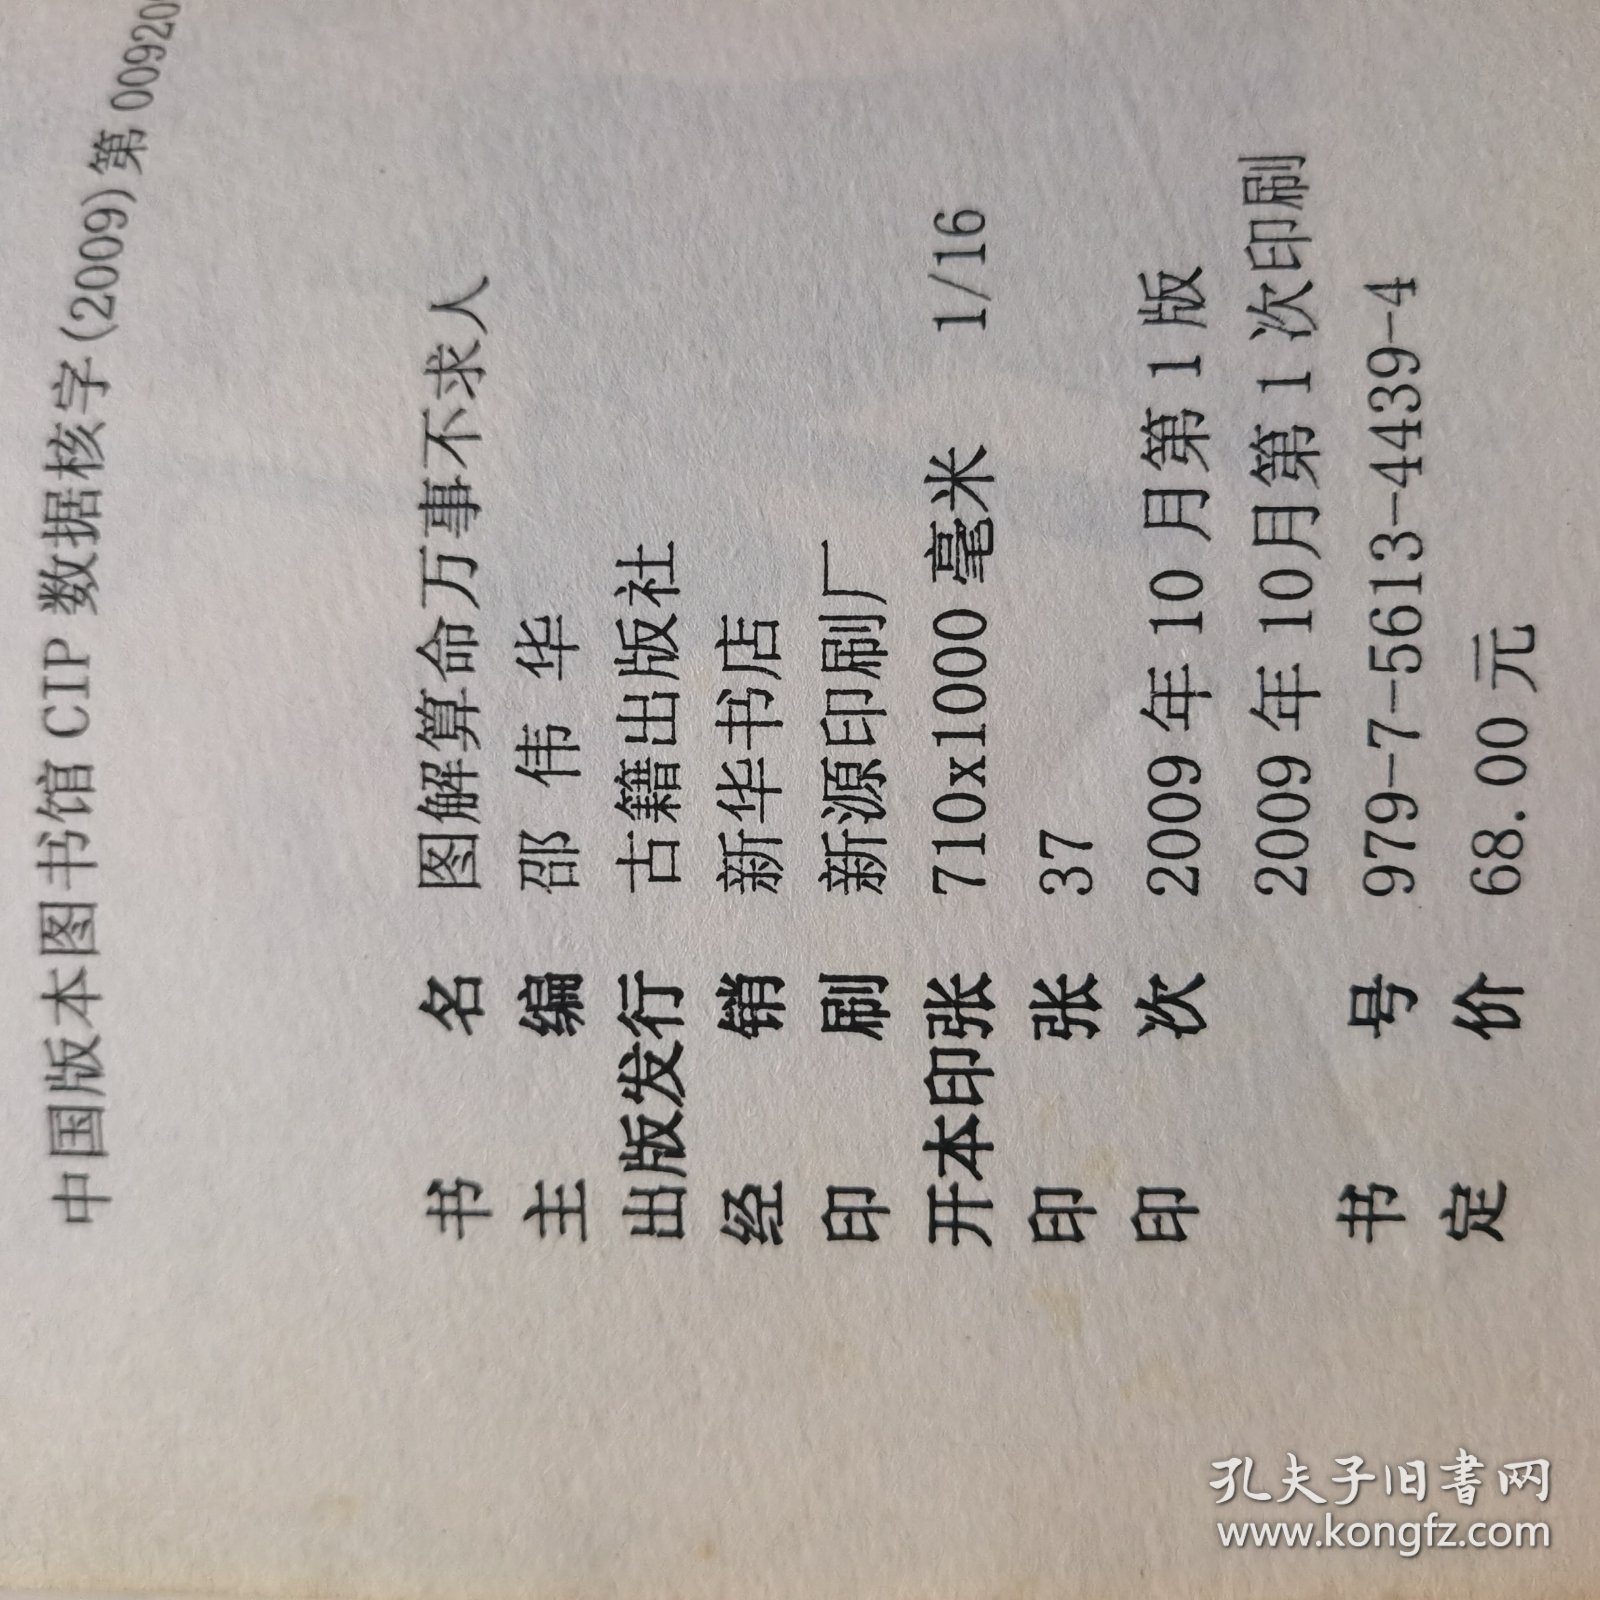 中国版本图书馆 CIP 数据核字(2009)第 00920
书 名 图解算命万事不求人
主 编 邵 伟 华
出版发行 古籍出版社
经 销 新华书店
印 刷 新源印刷厂
开本印张 710x1000 毫米 1/16
印 张 37
印 次 2009 年 10 月第 1 版
2009 年 10月第 1 次印刷
书 号 979-7-5613-4439-4
定 价 68.00 元
孔夫子旧書网
www.kongfz.com